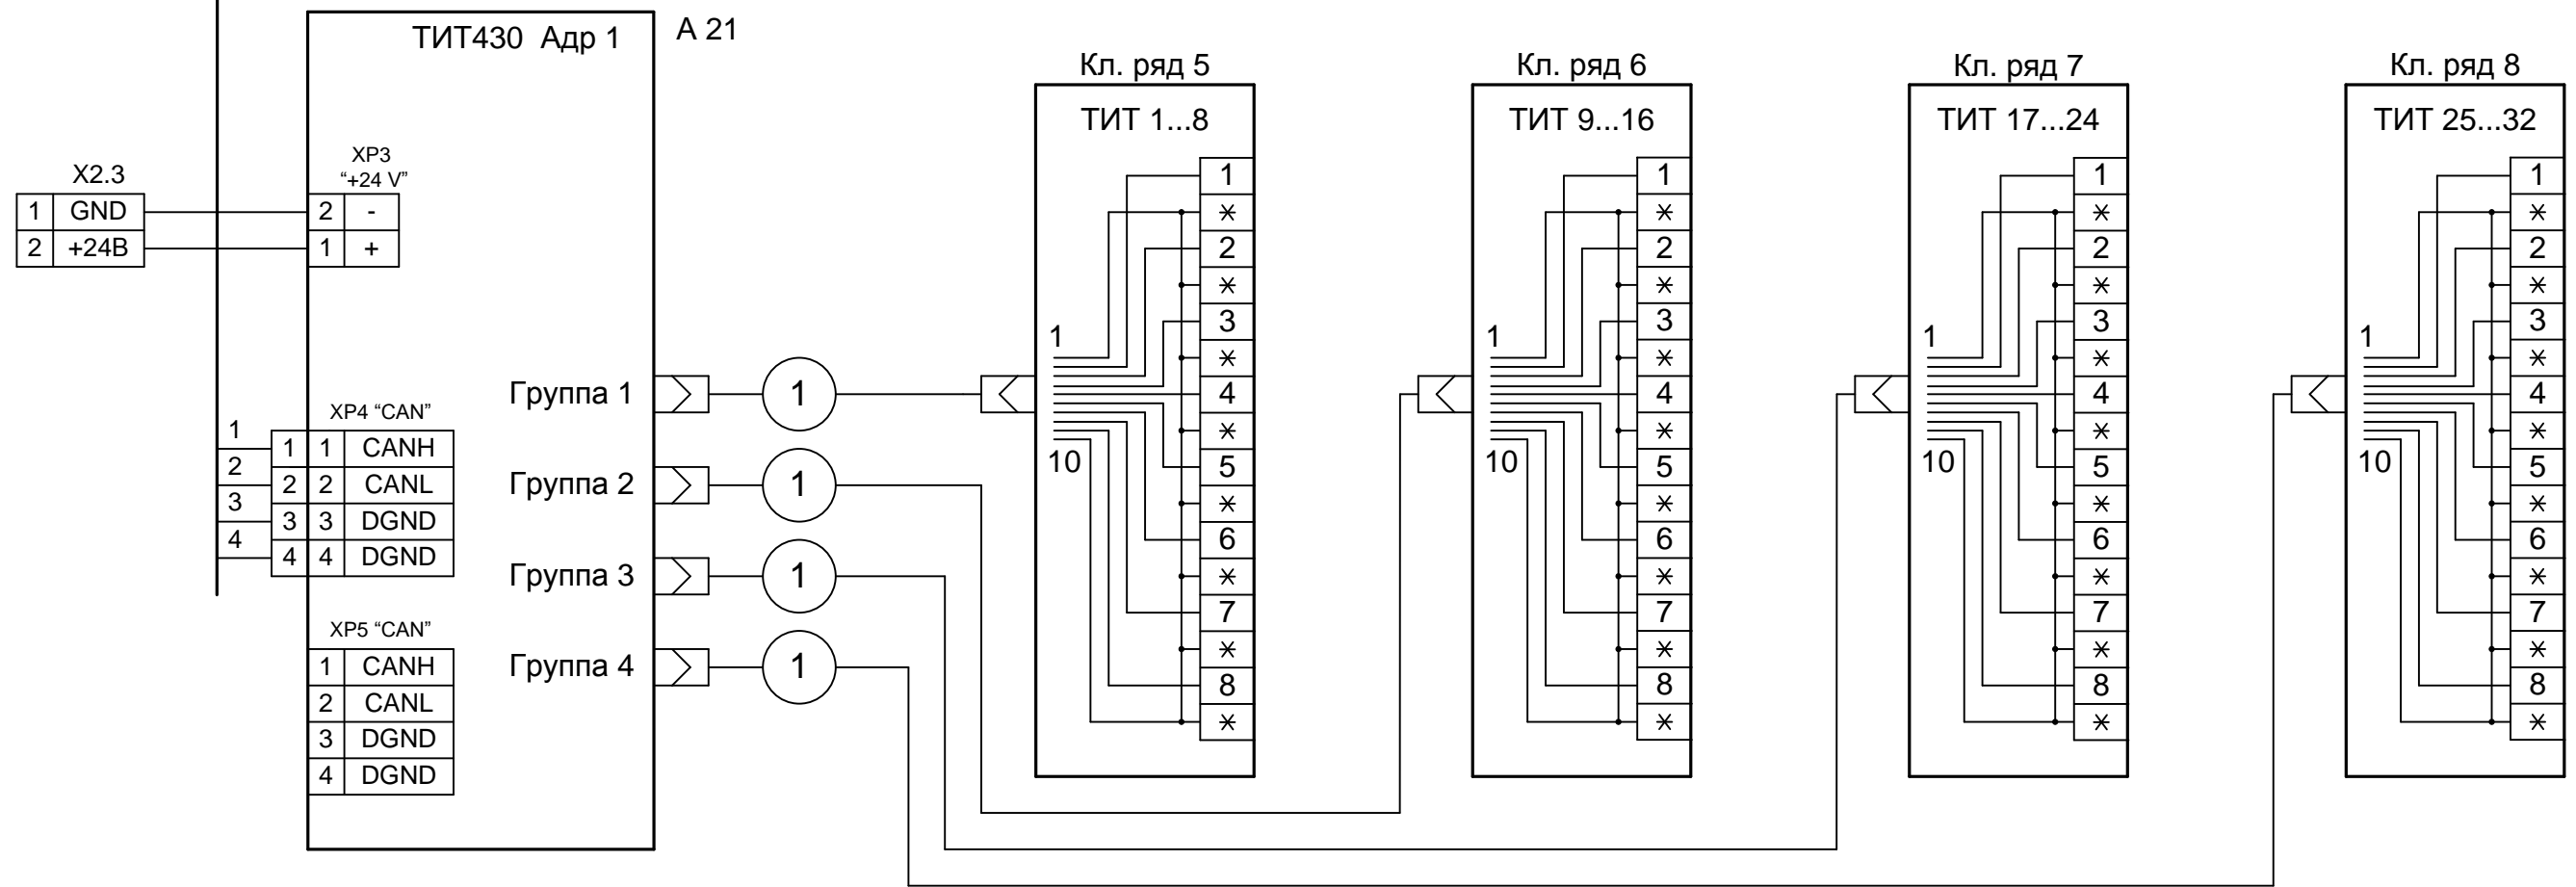 ТИТ430 Адр 1
А 21
X2.3
1 GND
2 +24В
XP3
“+24 V”
2 -
1 +
XP4 “CAN”
1
2
3
4
1 1 CANH
2 2 CANL
3 3 DGND
4 4 DGND
XP5 “CAN”
1 CANH
2 CANL
3 DGND
4 DGND
Группа 1
1
Группа 2
1
Группа 3
1
Группа 4
1
Кл. ряд 5
ТИТ 1...8
1
10
1
*
2
*
3
*
4
*
5
*
6
*
7
*
8
*
Кл. ряд 6
ТИТ 9...16
1
10
1
*
2
*
3
*
4
*
5
*
6
*
7
*
8
*
Кл. ряд 7
ТИТ 17...24
1
10
1
*
2
*
3
*
4
*
5
*
6
*
7
*
8
*
Кл. ряд 8
ТИТ 25...32
1
10
1
*
2
*
3
*
4
*
5
*
6
*
7
*
8
*